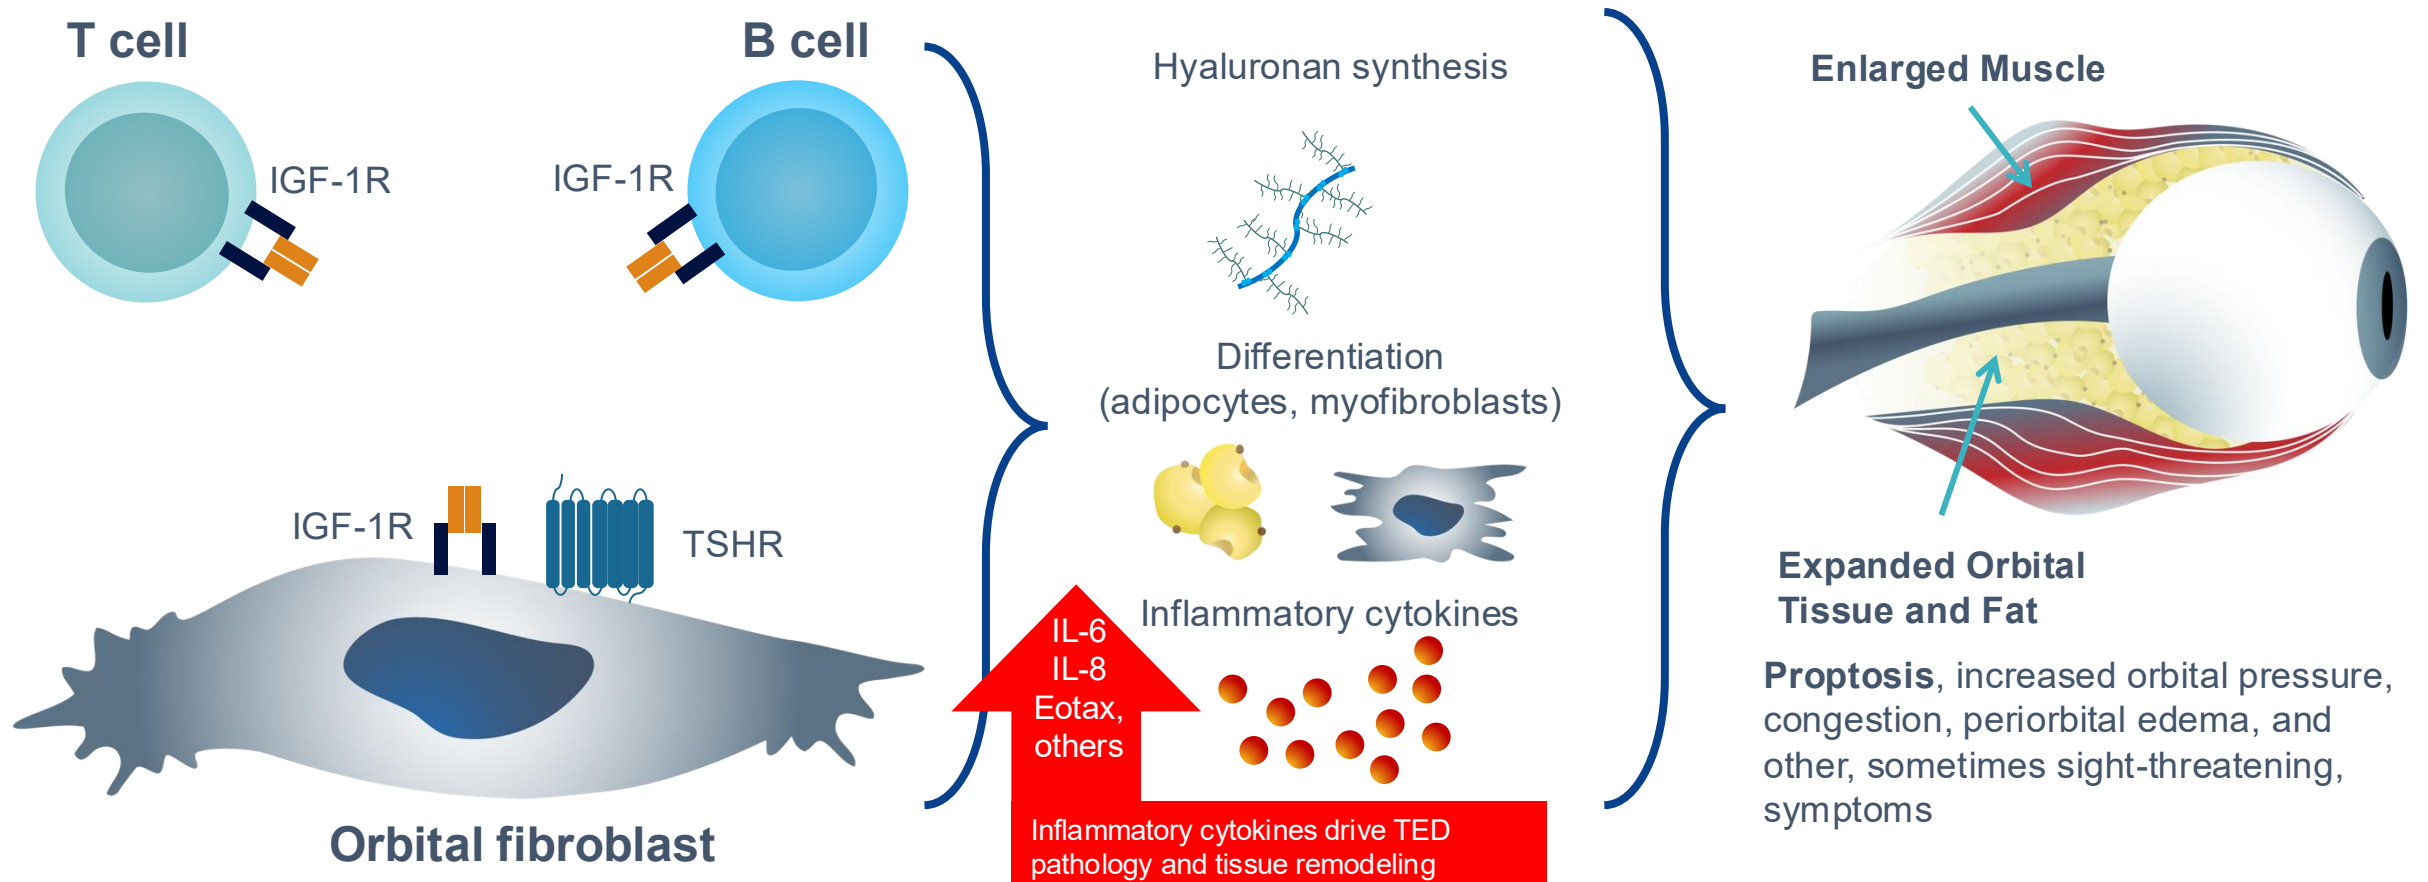 T cell
B cell
IGF-1R
IGF-1R
IGF-1R
TSHR
Orbital fibroblast
Hyaluronan synthesis
Differentiation
(adipocytes, myofibroblasts)
Inflammatory cytokines
IL-6
IL-8
Eotax,
others
Inflammatory cytokines drive TED
pathology and tissue remodeling
Enlarged Muscle
Expanded Orbital
Tissue and Fat
Proptosis, increased orbital pressure,
congestion, periorbital edema, and
other, sometimes sight-threatening,
symptoms